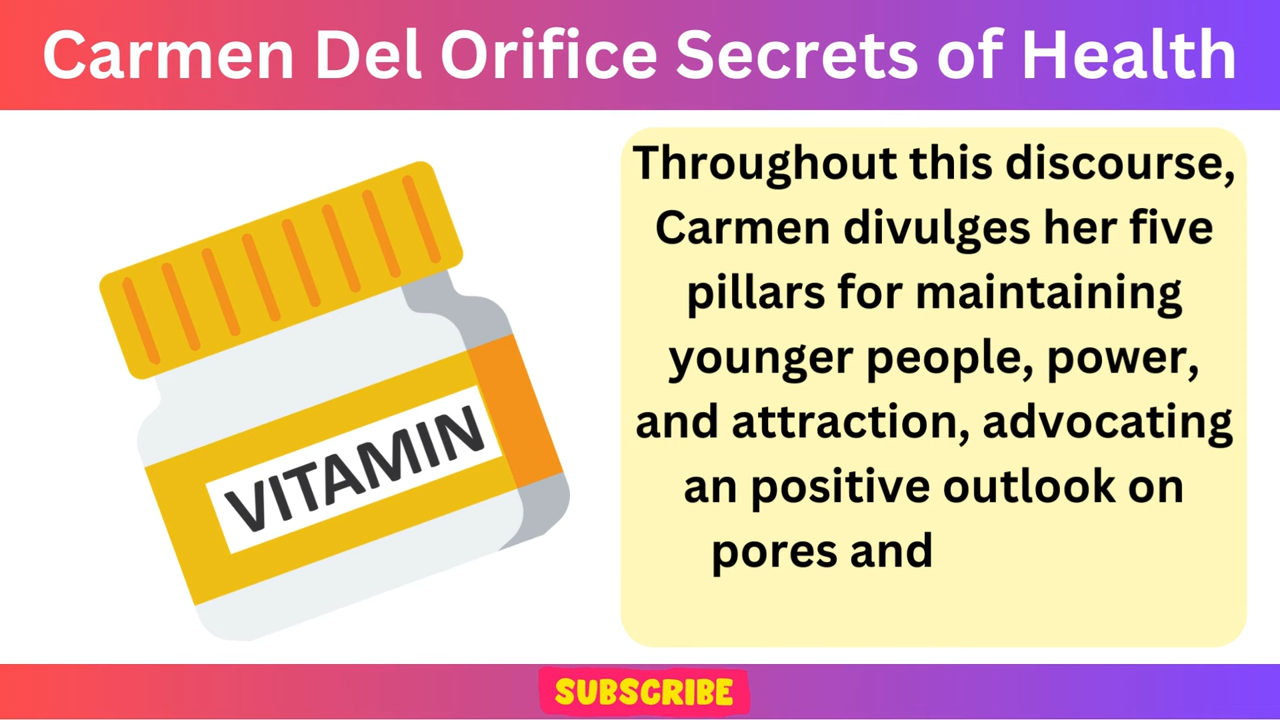 Carmen Del Orifice Secrets of Health
VITAMIN
Throughout this discourse,
Carmen divulges her five
pillars for maintaining
younger people, power,
and attraction, advocating
an positive outlook on
pores and
SUBSCRIBE